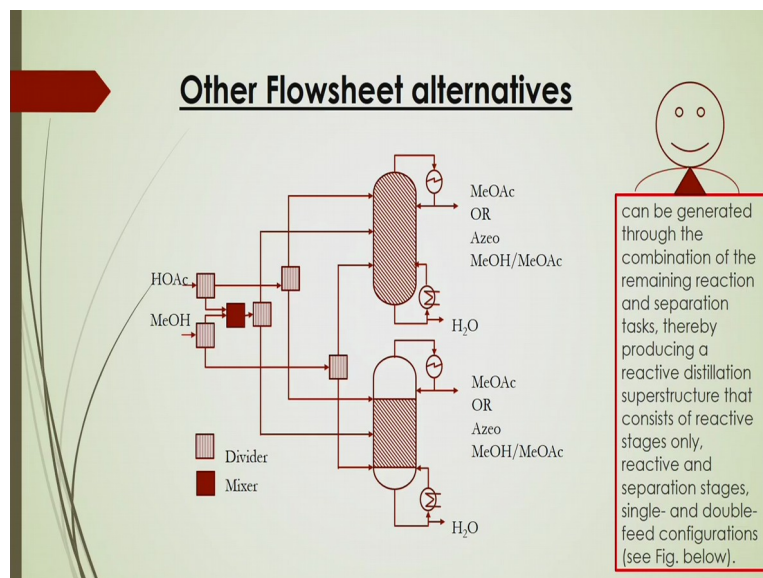 Other Flowsheet alternatives
HOAc
MeOH
MeOAc
OR
Azeo
MeOH/MeOAc
H₂O
MeOAc
OR
Azeo
MeOH/MeOAc
H₂O
Divider
Mixer
can be generated
through the
combination of the
remaining reaction
and separation
tasks, thereby
producing a
reactive distillation
superstructure that
consists of reactive
stages only,
reactive and
separation stages,
single- and double-
feed configurations
(see Fig. below).